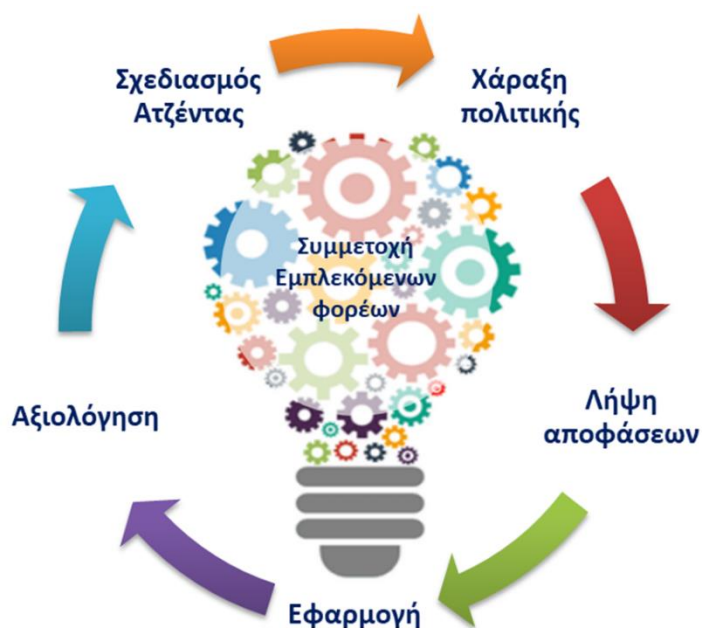 Σχεδιασμός
Ατζέντας
Χάραξη
πολιτικής
Συμμετοχή
Εμπλεκόμενων
φορέων
Λήψη
αποφάσεων
Εφαρμογή
Αξιολόγηση